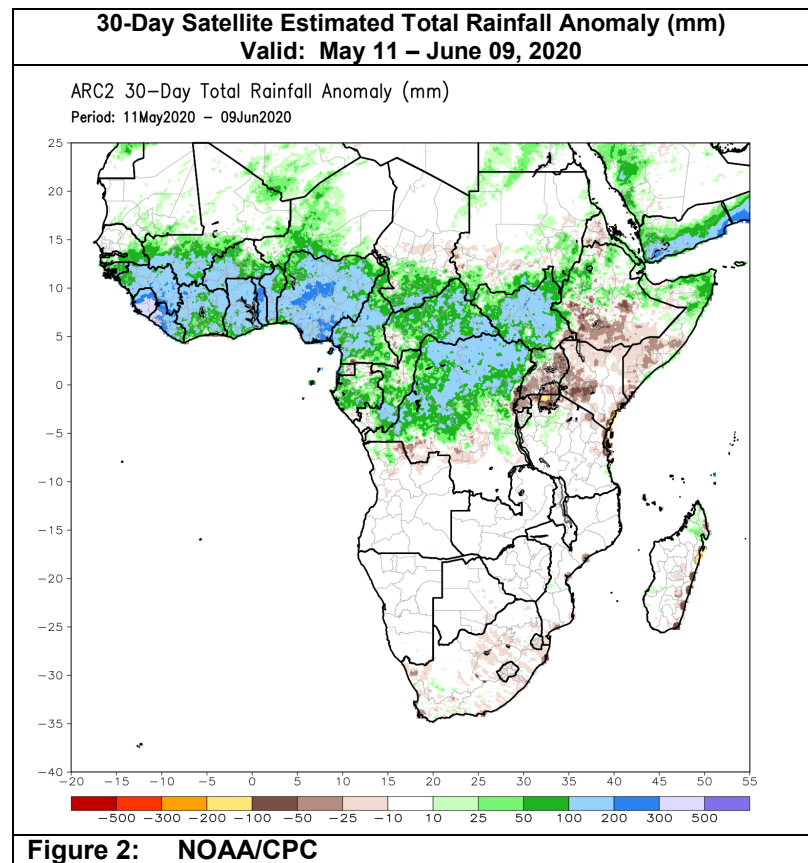 30-Day Satellite Estimated Total Rainfall Anomaly (mm)
Valid: May 11 – June 09, 2020
ARC2 30-Day Total Rainfall Anomaly (mm)
Period: 11May2020 - 09Jun2020
25
20
15
10
5
0
-5
-10
-15
-20
-25
-30
-35
-40
-20 -15 -10 -5 0 5 10 15 20 25 30 35 40 45 50 55
-500 -300 -200 -100 -50 -25 -10 10 25 50 100 200 300 500
Figure 2: NOAA/CPC